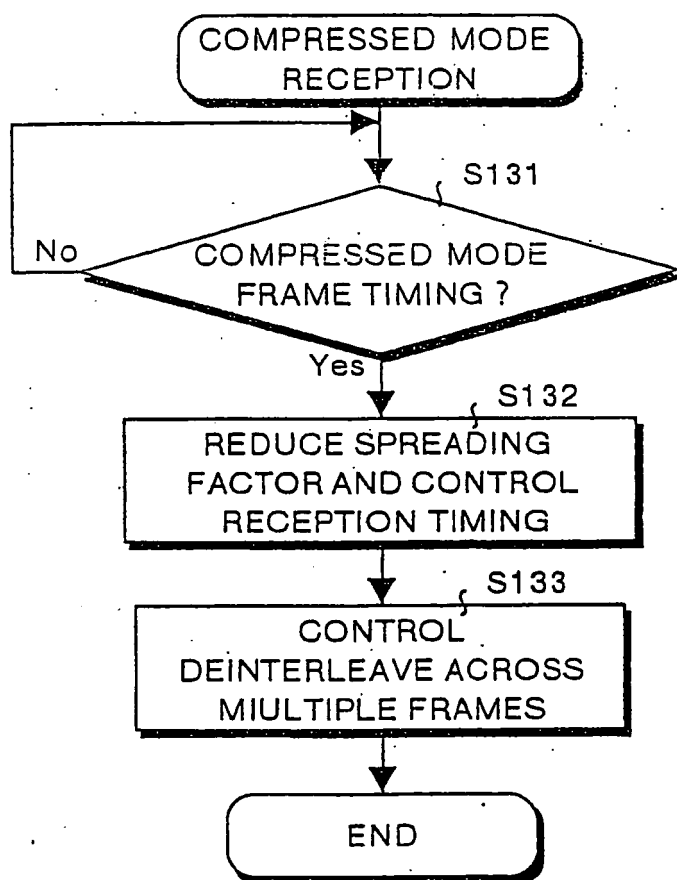 COMPRESSED MODE
RECEPTION
S131
No
COMPRESSED MODE
FRAME TIMING ?
Yes
S132
REDUCE SPREADING
FACTOR AND CONTROL
RECEPTION TIMING
S133
CONTROL
DEINTERLEAVE ACROSS
MIULTIPLE FRAMES
END